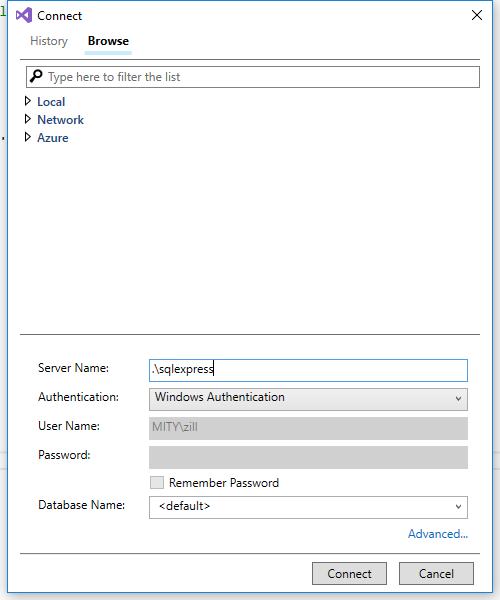 Connect
History Browse
Type here to filter the list
Local
Network
Azure
Server Name: .\sqlexpress
Authentication: Windows Authentication
User Name: MITY\zill
Password:
Remember Password
Database Name: <default>
Advanced...
Connect Cancel